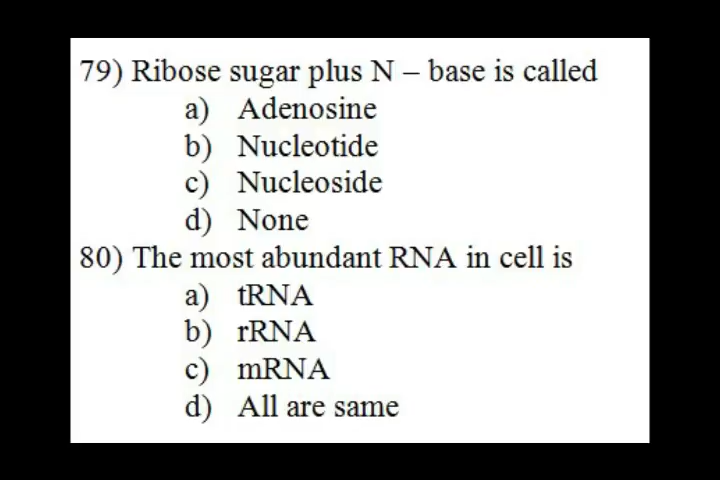 79) Ribose sugar plus N – base is called
a) Adenosine
b) Nucleotide
c) Nucleoside
d) None
80) The most abundant RNA in cell is
a) tRNA
b) rRNA
c) mRNA
d) All are same